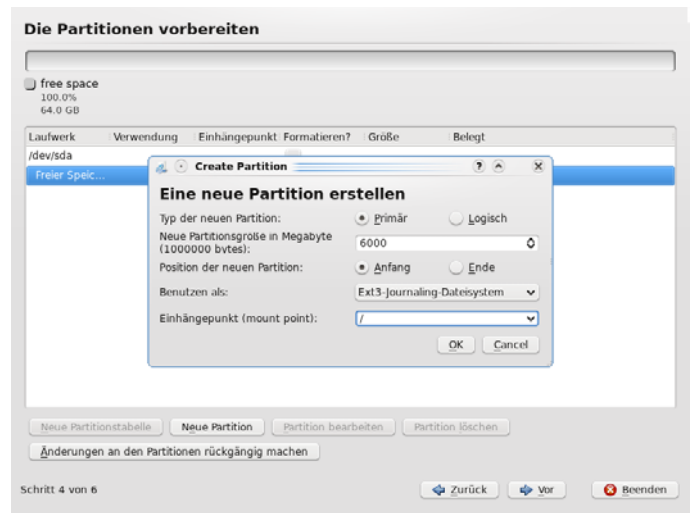 Die Partitionen vorbereiten
free space
100.0%
64.0 GB
Laufwerk Verwendung Einhängepunkt Formatieren? Größe Belegt
/dev/sda
Freier Speic...
Create Partition
Eine neue Partition erstellen
Typ der neuen Partition: Primär Logisch
Neue Partitionsgröße in Megabyte
(1000000 bytes): 6000
Position der neuen Partition: Anfang Ende
Benutzen als: Ext3-Journaling-Dateisystem
Einhängepunkt (mount point): /
OK Cancel
Neue Partitionstabelle Neue Partition Partition bearbeiten Partition löschen
Änderungen an den Partitionen rückgängig machen
Schritt 4 von 6 Zurück Vor Beenden